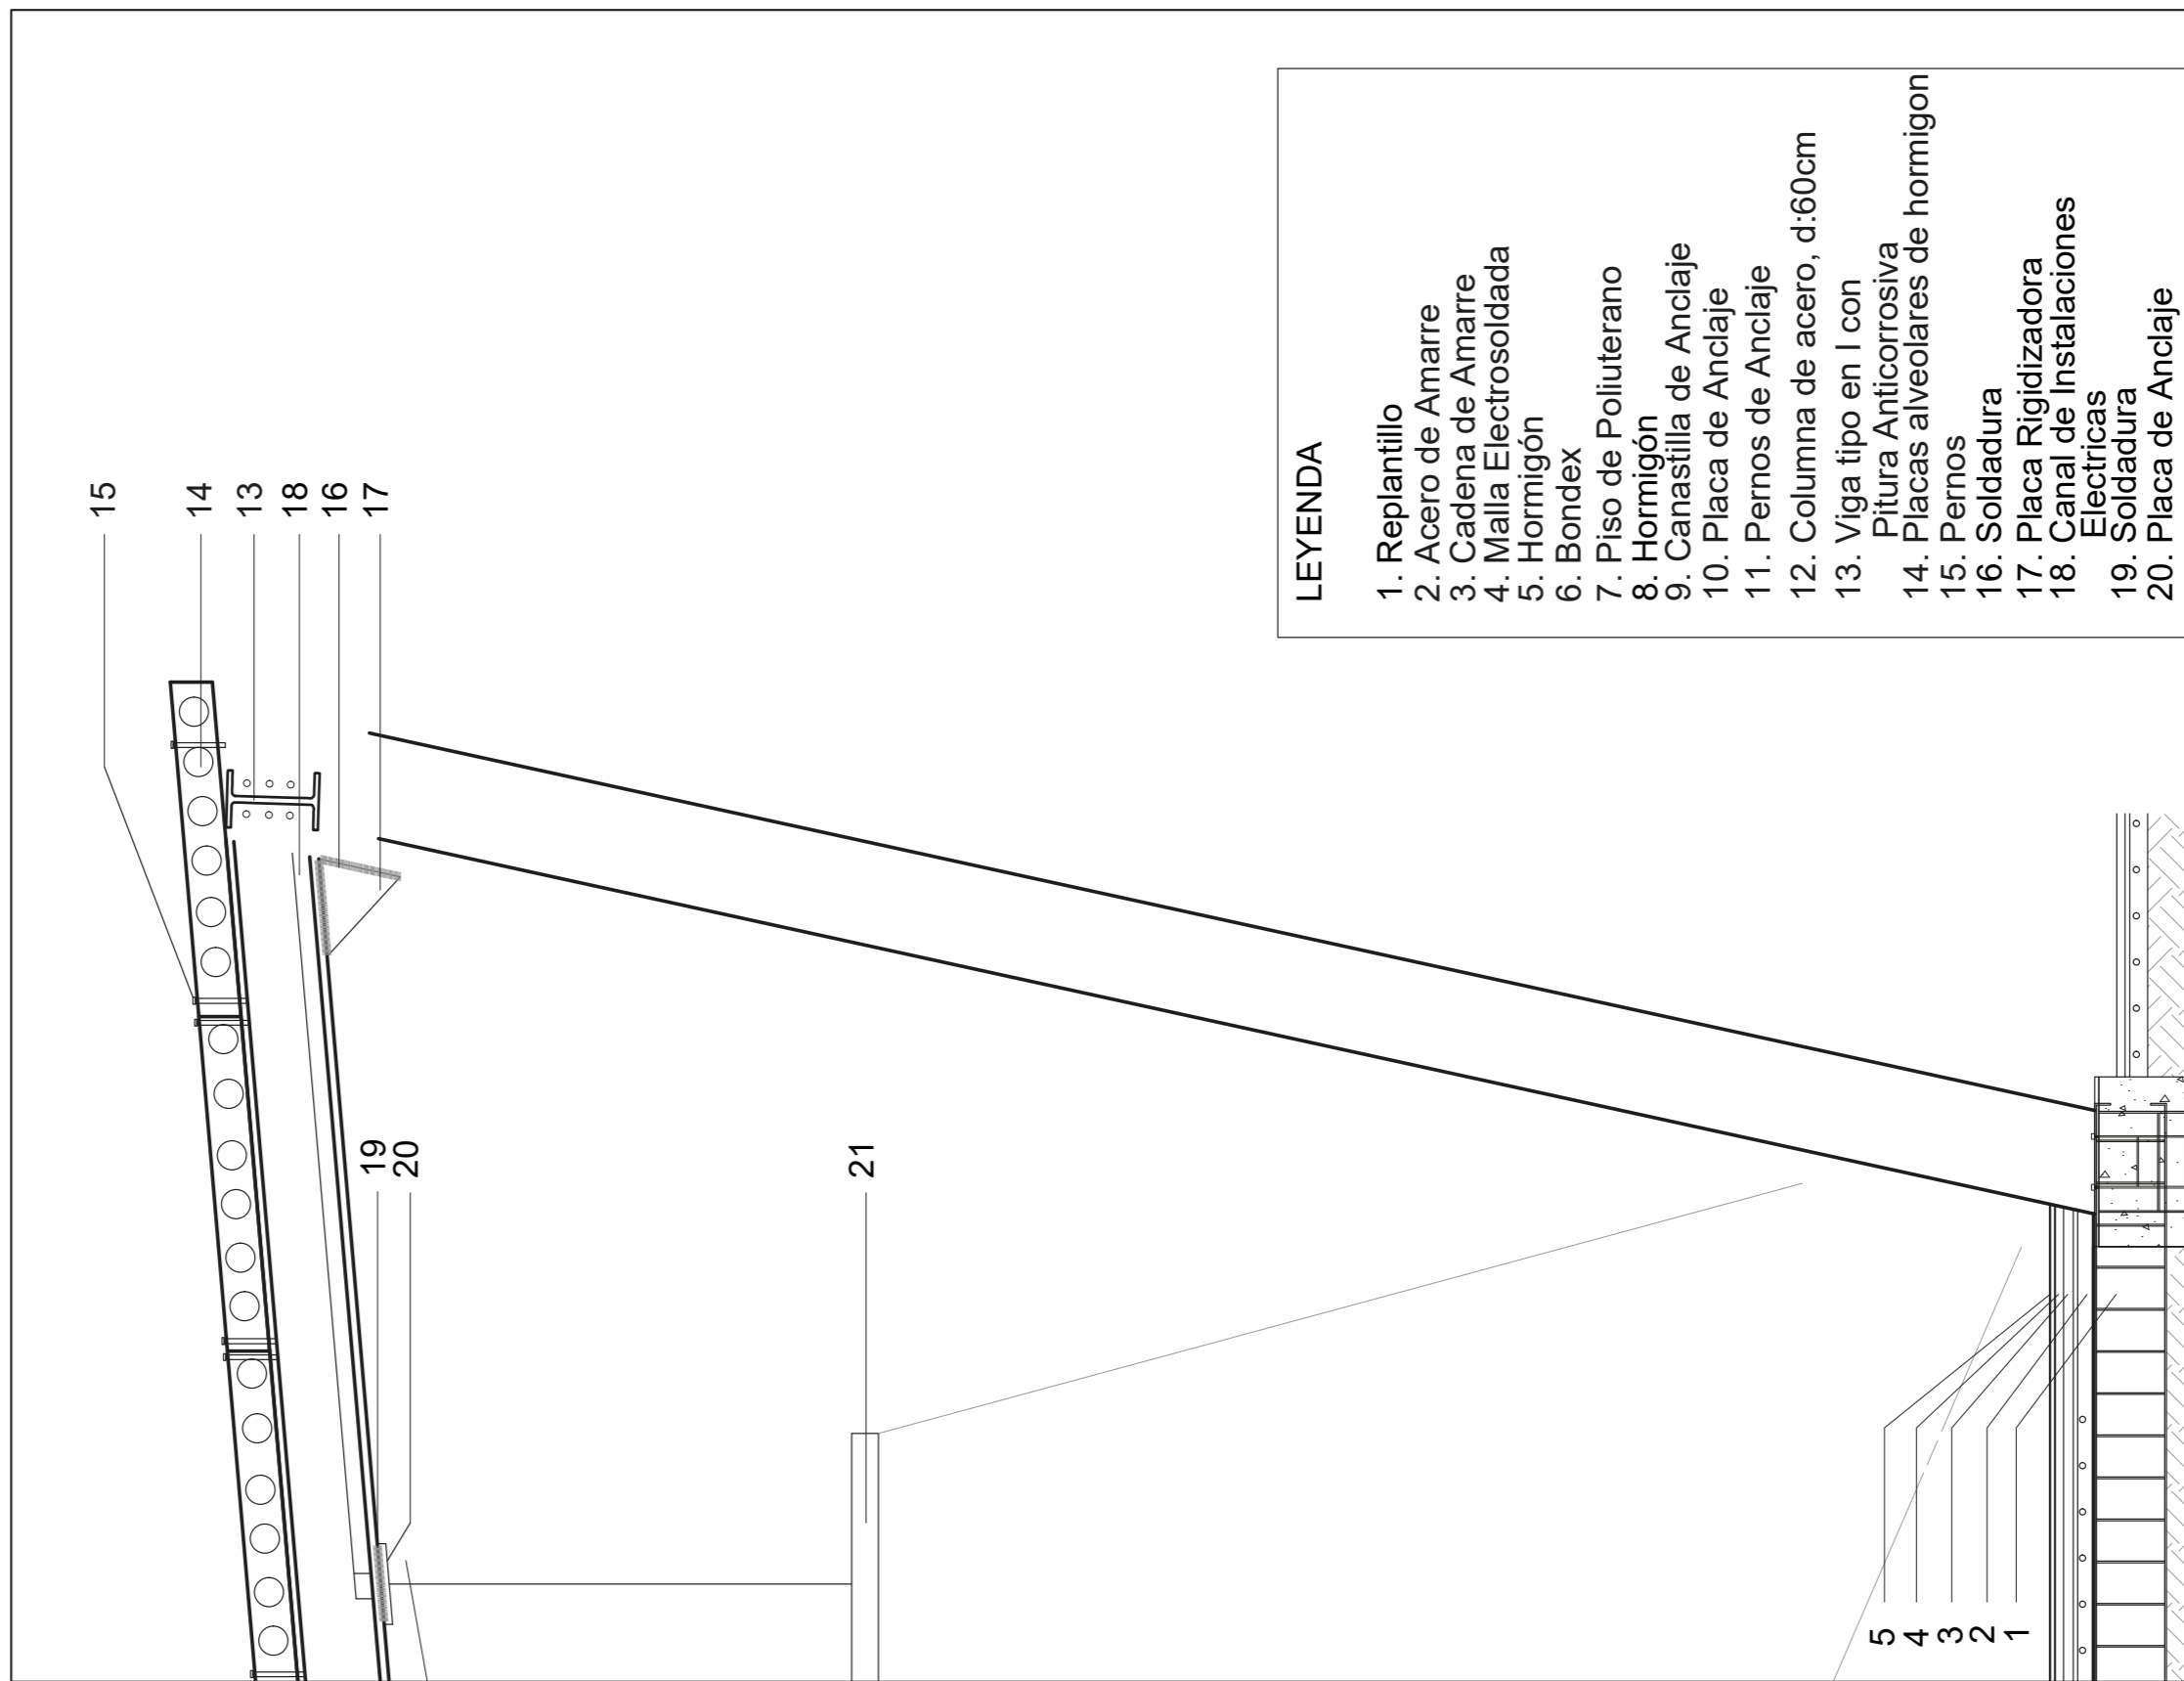 15
14
13
18
16
17
19
20
21
5
4
3
2
1
LEYENDA
1. Replantillo
2. Acero de Amarre
3. Cadena de Amarre
4. Malla Electrosoldada
5. Hormigón
6. Bondex
7. Piso de Poliuterano
8. Hormigón
9. Canastilla de Anclaje
10. Placa de Anclaje
11. Pernos de Anclaje
12. Columna de acero, d:60cm
13. Viga tipo en I con
Pitura Anticorrosiva
14. Placas alveolares de hormigon
15. Pernos
16. Soldadura
17. Placa Rigidizadora
18. Canal de Instalaciones
Electricas
19. Soldadura
20. Placa de Anclaje